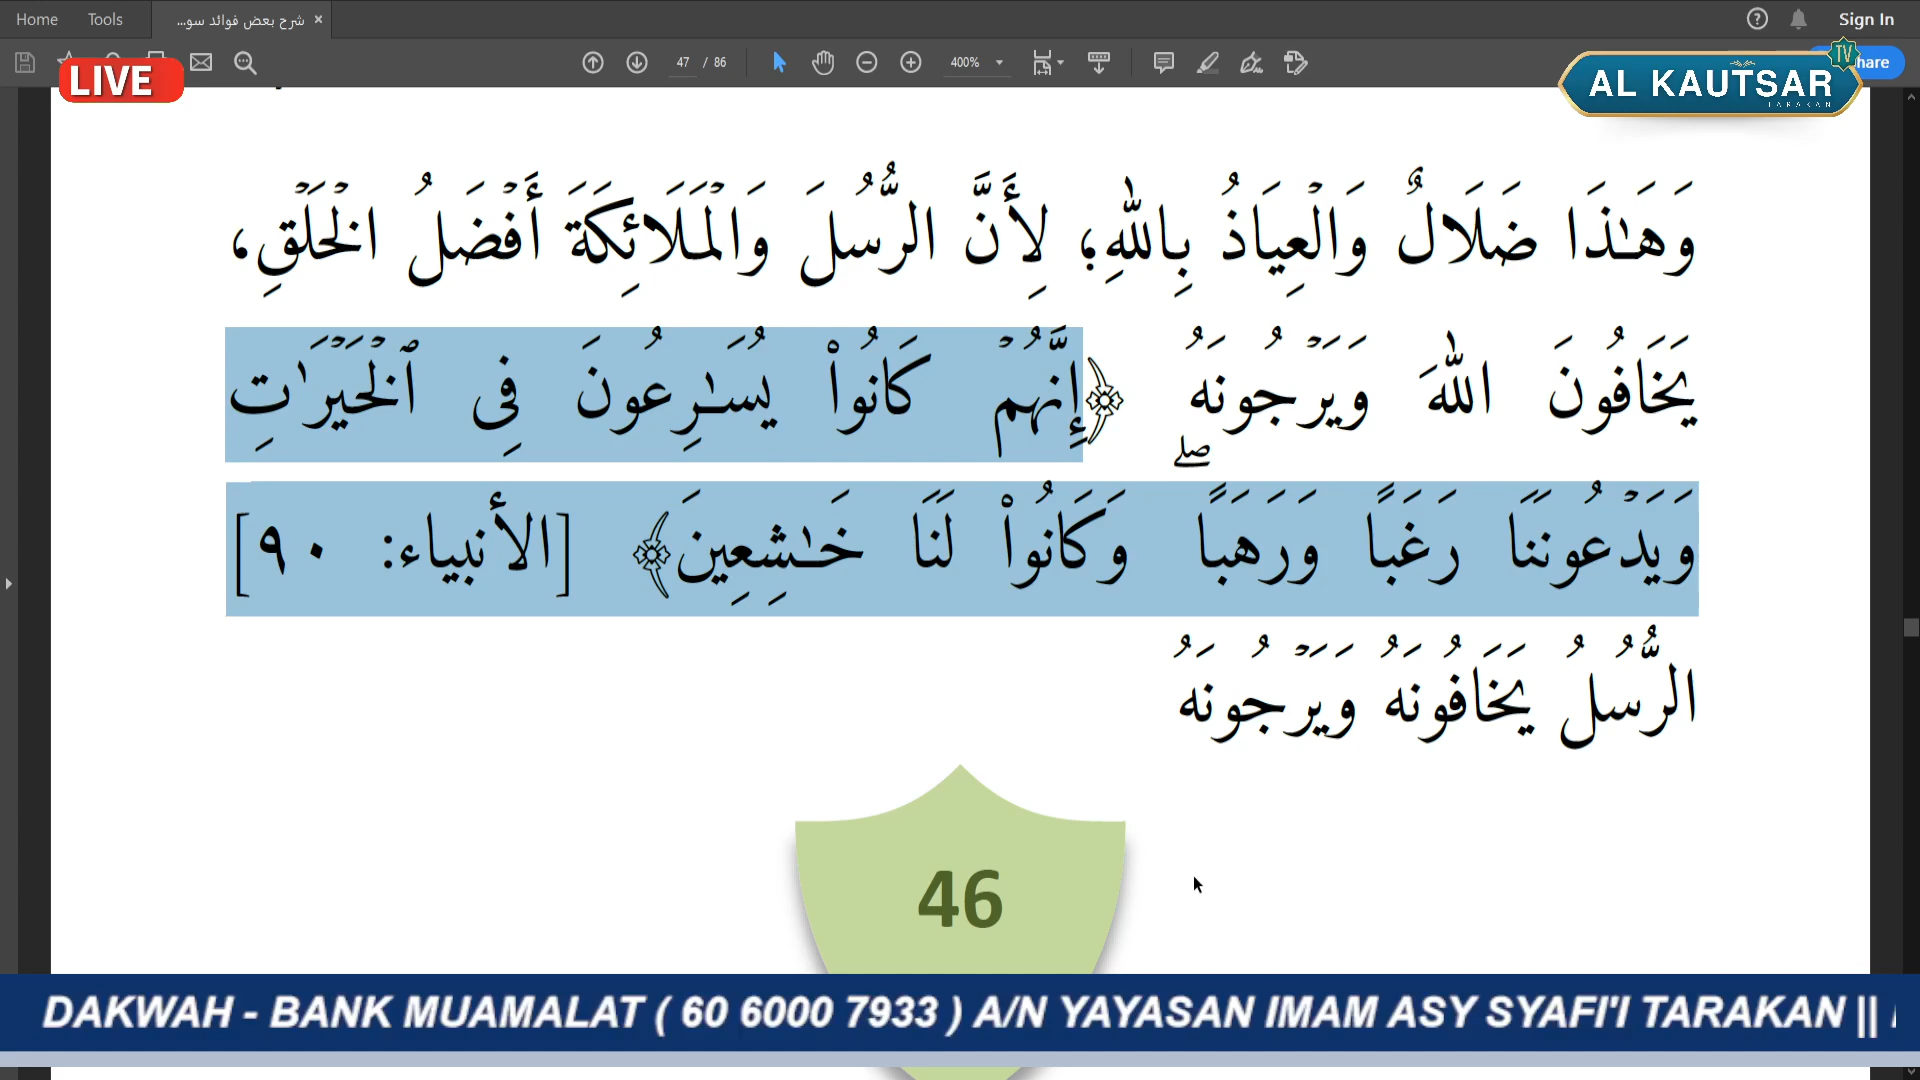 Home Tools شرح بعض فوائد سو... × Sign In
47 / 86 400% hare
LIVE
TV
AL KAUTSAR
TARAKAN
وَهَـٰذَا ضَلَالٌ وَالْعِيَاذُ بِاللهِ؛ لِأَنَّ الرُّسُلَ وَالْمَلَائِكَةَ أَفْضَلُ الْخَلْقِ،
يَخَافُونَ اللهَ وَيَرْجُونَهُ ﴿إِنَّهُمْ كَانُوا۟ يُسَـٰرِعُونَ فِى ٱلْخَيْرَٰتِ
وَيَدْعُونَنَا رَغَبًا وَرَهَبًا ۖ وَكَانُوا۟ لَنَا خَـٰشِعِينَ﴾ [الأنبياء: ٩٠]
الرُّسُلُ يَخَافُونَهُ وَيَرْجُونَهُ
46
DAKWAH - BANK MUAMALAT ( 60 6000 7933 ) A/N YAYASAN IMAM ASY SYAFI'I TARAKAN ||